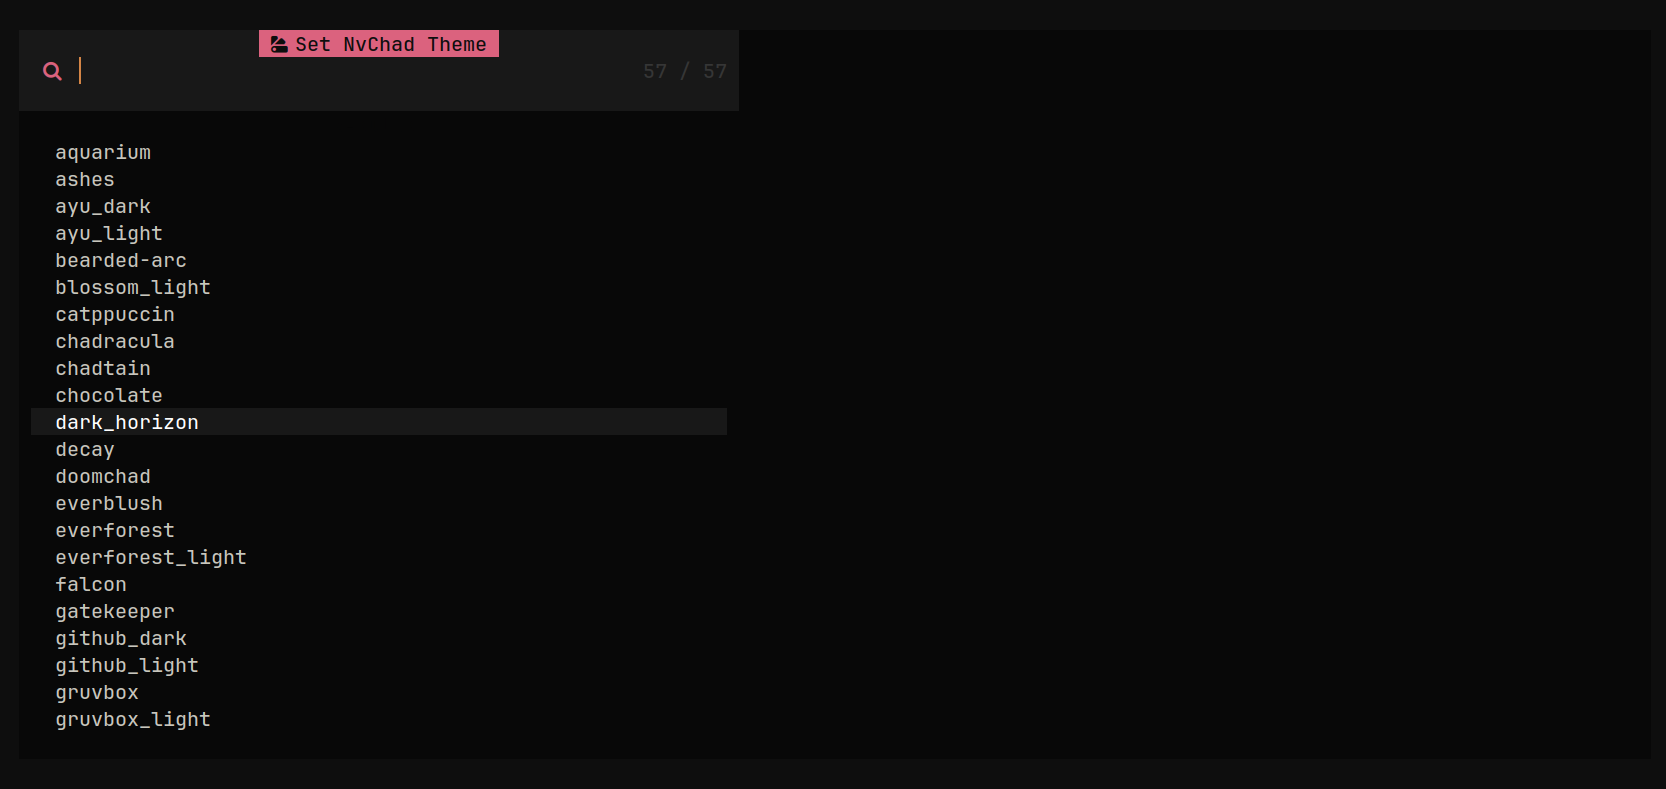 Set NvChad Theme
57 / 57
aquarium
ashes
ayu_dark
ayu_light
bearded-arc
blossom_light
catppuccin
chadracula
chadtain
chocolate
dark_horizon
decay
doomchad
everblush
everforest
everforest_light
falcon
gatekeeper
github_dark
github_light
gruvbox
gruvbox_light